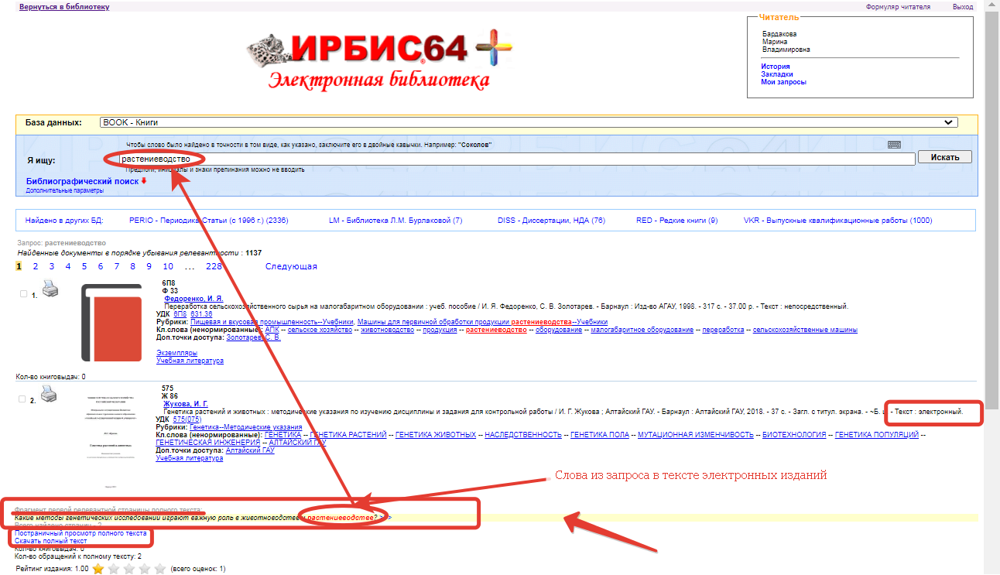 Вернуться в библиотеку
Формуляр читателя Выход
Читатель
Бардакова
Марина
Владимировна
История
Закладки
Мои запросы
ИРБИС64
Электронная библиотека
База данных: BOOK - Книги
Чтобы слово было найдено в точности в том виде, как указано, заключите его в двойные кавычки. Например: "Соколов"
Я ищу: растениеводство Искать
Предлоги, инициалы и знаки препинания можно не вводить
Библиографический поиск
Дополнительные параметры
Найдено в других БД: PERIO - Периодика Статьи (с 1996 г.) (2336) LM - Библиотека Л.М. Бурлаковой (7) DISS - Диссертации, НДА (76) RED - Редкие книги (9) VKR - Выпускные квалификационные работы (1000)
Запрос: растениеводство
Найденные документы в порядке убывания релевантности : 1137
1 2 3 4 5 6 7 8 9 10 ... 228 Следующая
1.
6П8
Ф 33
Федоренко, И. Я.
Переработка сельскохозяйственного сырья на малогабаритном оборудовании : учеб. пособие / И. Я. Федоренко, С. В. Золотарев. - Барнаул : Изд-во АГАУ, 1998. - 317 с. - 37.00 р. - Текст : непосредственный.
УДК 6П8 631.36
Рубрики: Пищевая и вкусовая промышленность--Учебники, Машины для первичной обработки продукции растениеводства--Учебники
Кл.слова (ненормированные): АПК -- сельское хозяйство -- животноводство -- продукция -- растениеводство -- оборудование -- малогабаритное оборудование -- переработка -- сельскохозяйственные машины
Доп.точки доступа: Золотарев, С. В.
Экземпляры
Учебная литература
Кол-во книговыдач: 0
2.
575
Ж 86
Жукова, И. Г.
Генетика растений и животных : методические указания по изучению дисциплины и задания для контрольной работы / И. Г. Жукова ; Алтайский ГАУ. - Барнаул : Алтайский ГАУ, 2018. - 37 с. - Загл. с титул. экрана. - ~Б. ц. - Текст : электронный.
УДК 575(075)
Рубрики: Генетика--Методические указания
Кл.слова (ненормированные): ГЕНЕТИКА -- ГЕНЕТИКА РАСТЕНИЙ -- ГЕНЕТИКА ЖИВОТНЫХ -- НАСЛЕДСТВЕННОСТЬ -- ГЕНЕТИКА ПОЛА -- МУТАЦИОННАЯ ИЗМЕНЧИВОСТЬ -- БИОТЕХНОЛОГИЯ -- ГЕНЕТИКА ПОПУЛЯЦИЙ --
ГЕНЕТИЧЕСКАЯ ИНЖЕНЕРИЯ -- АЛТАЙСКИЙ ГАУ
Доп.точки доступа: Алтайский ГАУ
Учебная литература
Слова из запроса в тексте электронных изданий
Фрагмент первой релевантной страницы полного текста:
Какие методы генетических исследований играют важную роль в животноводстве и растениеводстве?
Всего найдено страниц - 2
Постраничный просмотр полного текста
Скачать полный текст
Кол-во книговыдач: 0
Кол-во обращений к полному тексту: 2
Рейтинг издания: 1.00 (всего оценок: 1)